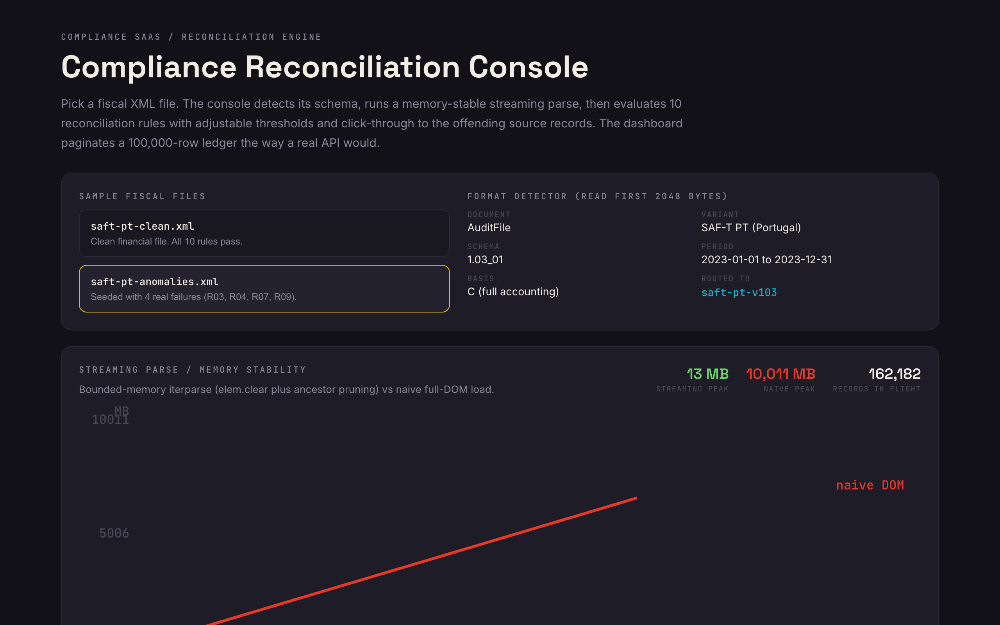 COMPLIANCE SAAS / RECONCILIATION ENGINE
Compliance Reconciliation Console
Pick a fiscal XML file. The console detects its schema, runs a memory-stable streaming parse, then evaluates 10
reconciliation rules with adjustable thresholds and click-through to the offending source records. The dashboard
paginates a 100,000-row ledger the way a real API would.
SAMPLE FISCAL FILES
saft-pt-clean.xml
Clean financial file. All 10 rules pass.
saft-pt-anomalies.xml
Seeded with 4 real failures (R03, R04, R07, R09).
FORMAT DETECTOR (READ FIRST 2048 BYTES)
DOCUMENT
AuditFile
VARIANT
SAF-T PT (Portugal)
SCHEMA
1.03_01
PERIOD
2023-01-01 to 2023-12-31
BASIS
C (full accounting)
ROUTED TO
saft-pt-v103
STREAMING PARSE / MEMORY STABILITY
Bounded-memory iterparse (elem.clear plus ancestor pruning) vs naive full-DOM load.
13 MB
STREAMING PEAK
10,011 MB
NAIVE PEAK
162,182
RECORDS IN FLIGHT
MB
10011
naive DOM
5006